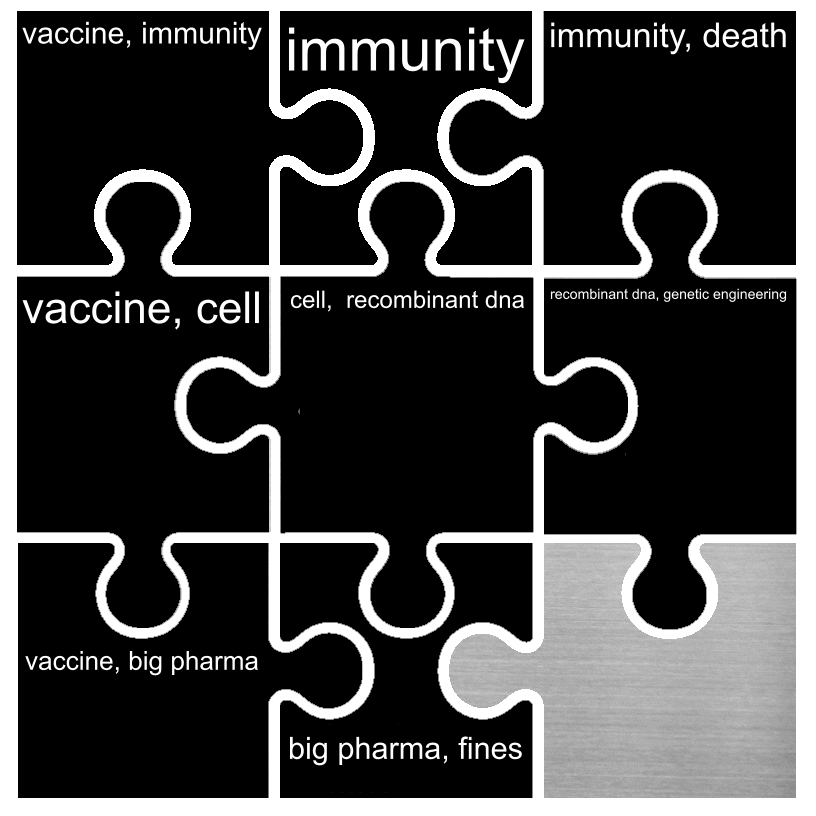 vaccine, immunity
immunity
immunity, death
vaccine, cell
cell,  recombinant dna
recombinant dna, genetic engineering
vaccine, big pharma
big pharma, fines